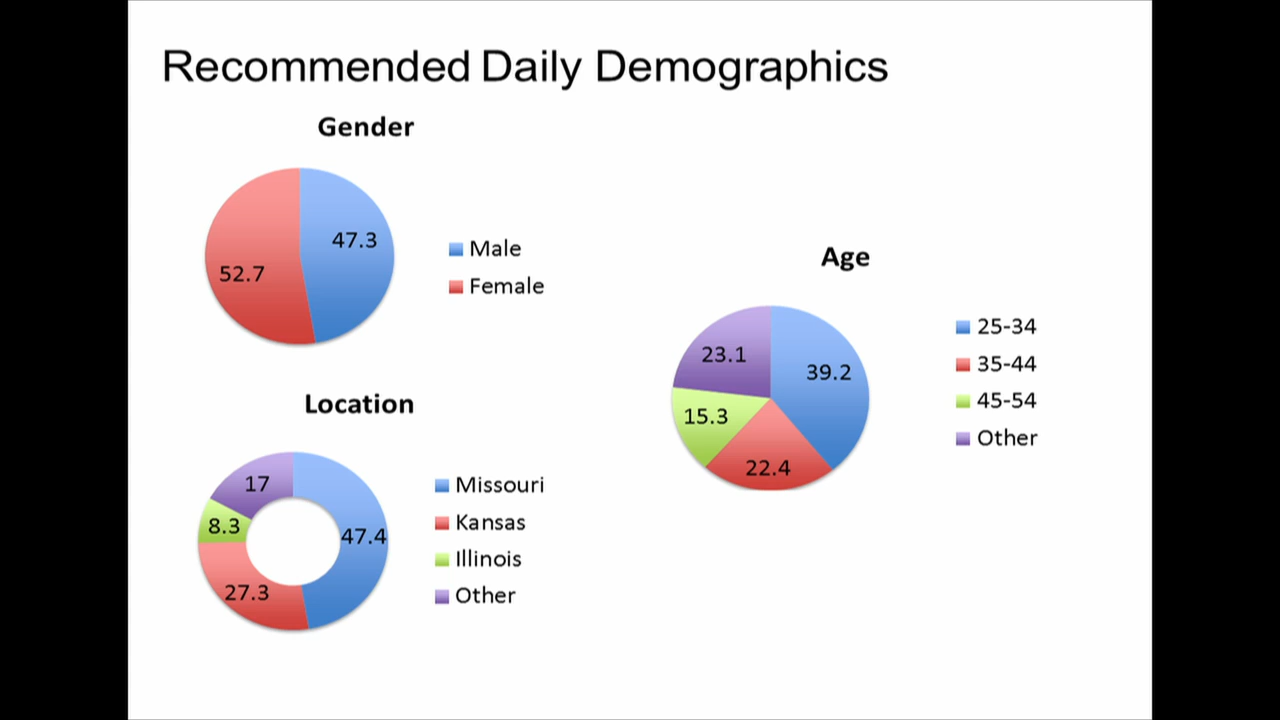 Recommended Daily Demographics
Gender
47.3
52.7
Male
Female
Location
17
8.3
47.4
27.3
Missouri
Kansas
Illinois
Other
Age
23.1
39.2
15.3
22.4
25-34
35-44
45-54
Other